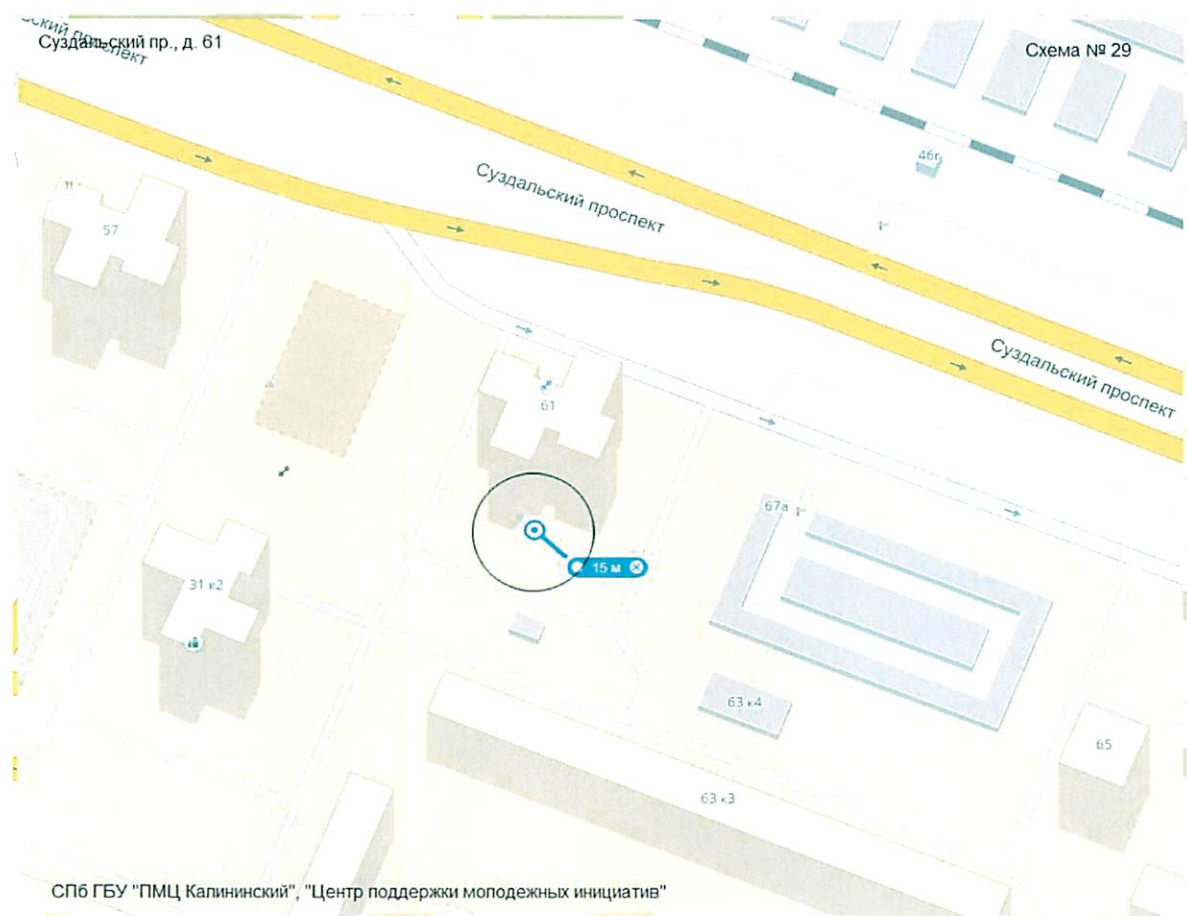 ский проспект
Суздальский пр., д. 61
Схема № 29
46г
Суздальский проспект
57
Суздальский проспект
61
67а
15 м
31 к2
63 к4
65
63 к3
СПб ГБУ "ПМЦ Калининский", "Центр поддержки молодежных инициатив"